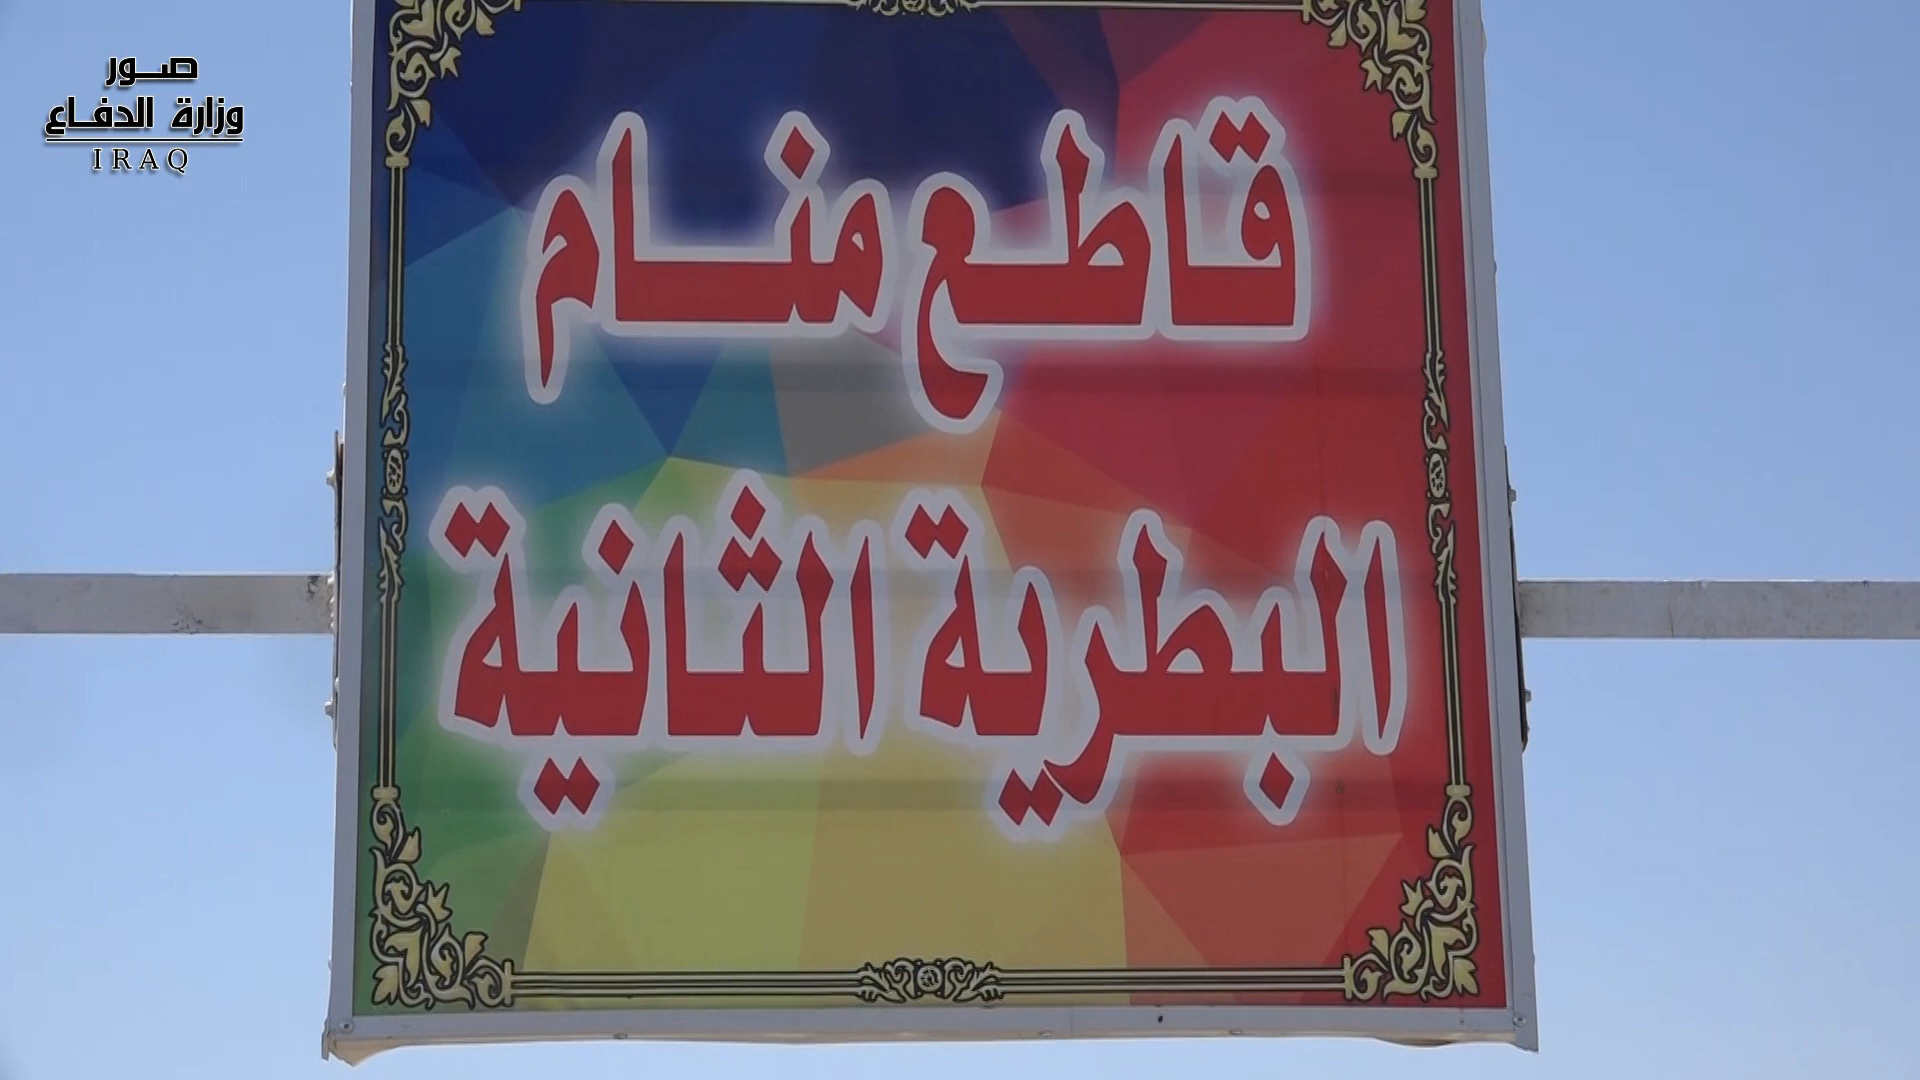 صور
وزارة الدفاع
IRAQ
قاطع منام
البطرية الثانية